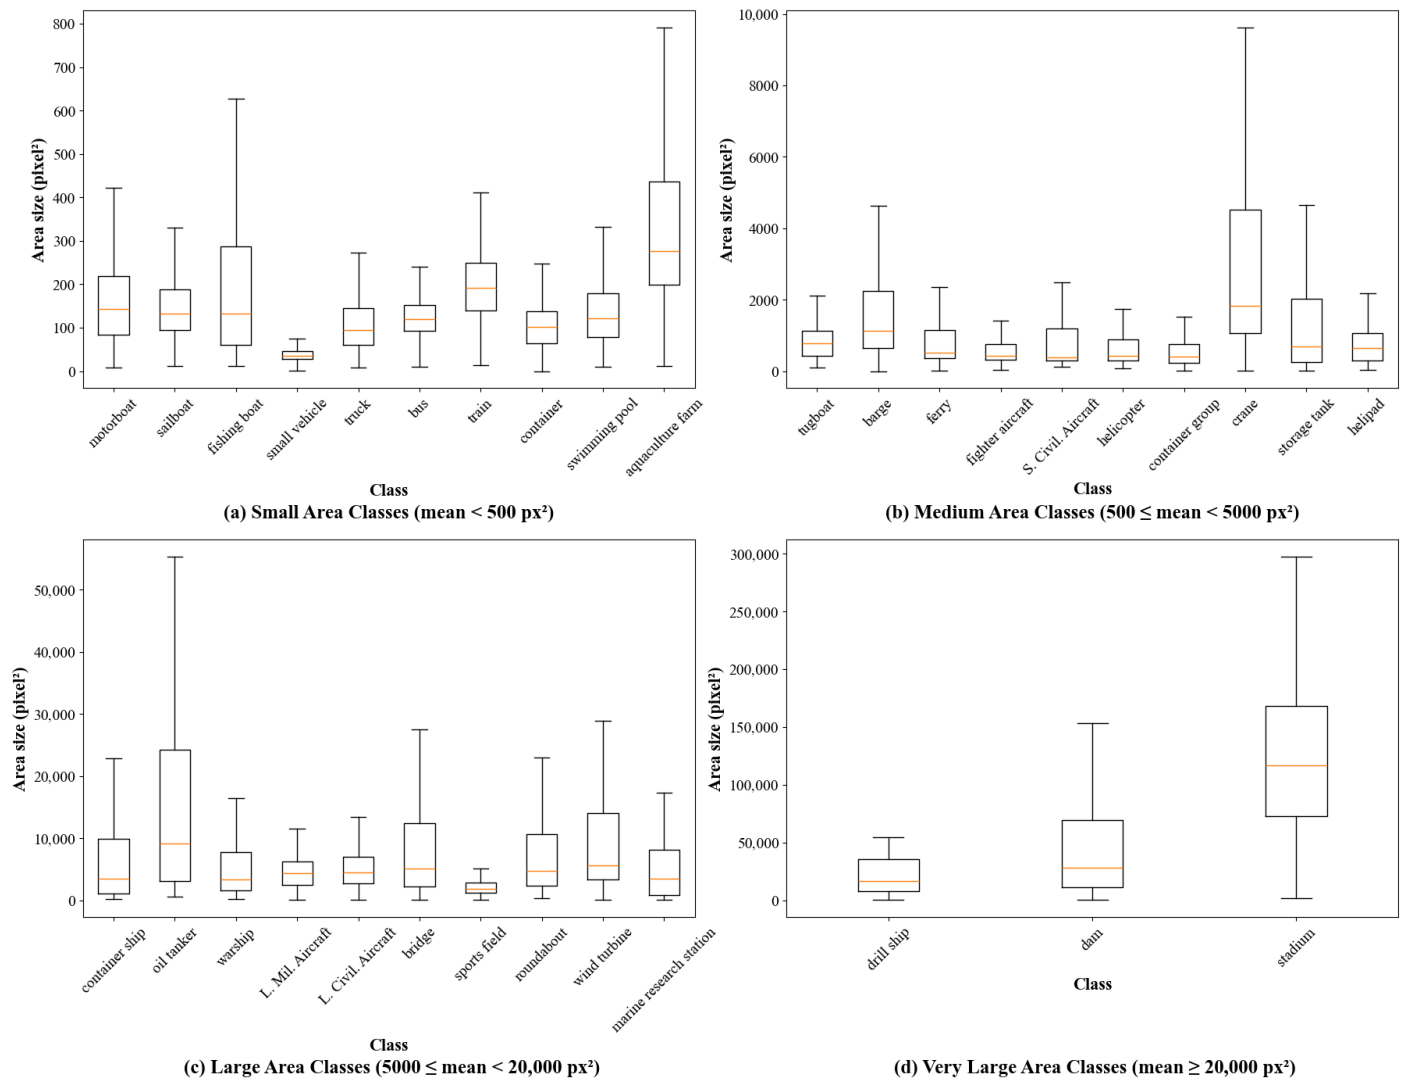 800
700
600
500
400
300
200
100
0
Area size (pixel²)
motorboat
sailboat
fishing boat
small vehicle
truck
bus
train
container
swimming pool
aquaculture farm
Class
(a) Small Area Classes (mean < 500 px²)
10,000
8000
6000
4000
2000
0
Area size (pixel²)
tugboat
barge
ferry
fighter aircraft
S. Civil. Aircraft
helicopter
container group
crane
storage tank
helipad
Class
(b) Medium Area Classes (500 ≤ mean < 5000 px²)
50,000
40,000
30,000
20,000
10,000
0
Area size (pixel²)
container ship
oil tanker
warship
L. Mil. Aircraft
L. Civil. Aircraft
bridge
sports field
roundabout
wind turbine
marine research station
Class
(c) Large Area Classes (5000 ≤ mean < 20,000 px²)
300,000
250,000
200,000
150,000
100,000
50,000
0
Area size (pixel²)
drill ship
dam
stadium
Class
(d) Very Large Area Classes (mean ≥ 20,000 px²)